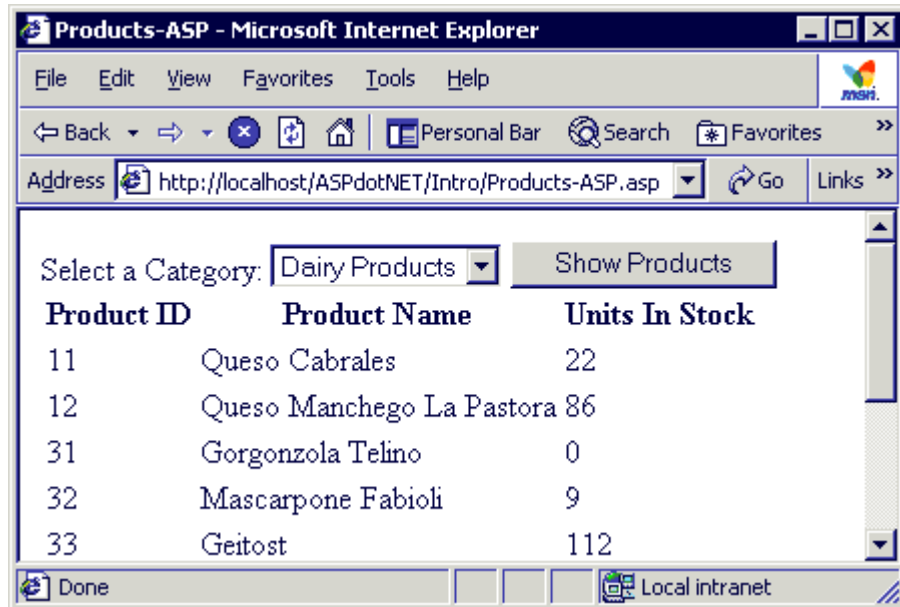 Products-ASP - Microsoft Internet Explorer
File Edit View Favorites Tools Help
msn.
Back Personal Bar Search Favorites »
Address http://localhost/ASPdotNET/Intro/Products-ASP.asp Go Links »
Select a Category: Dairy Products Show Products
Product ID Product Name Units In Stock
11 Queso Cabrales 22
12 Queso Manchego La Pastora 86
31 Gorgonzola Telino 0
32 Mascarpone Fabioli 9
33 Geitost 112
Done Local intranet